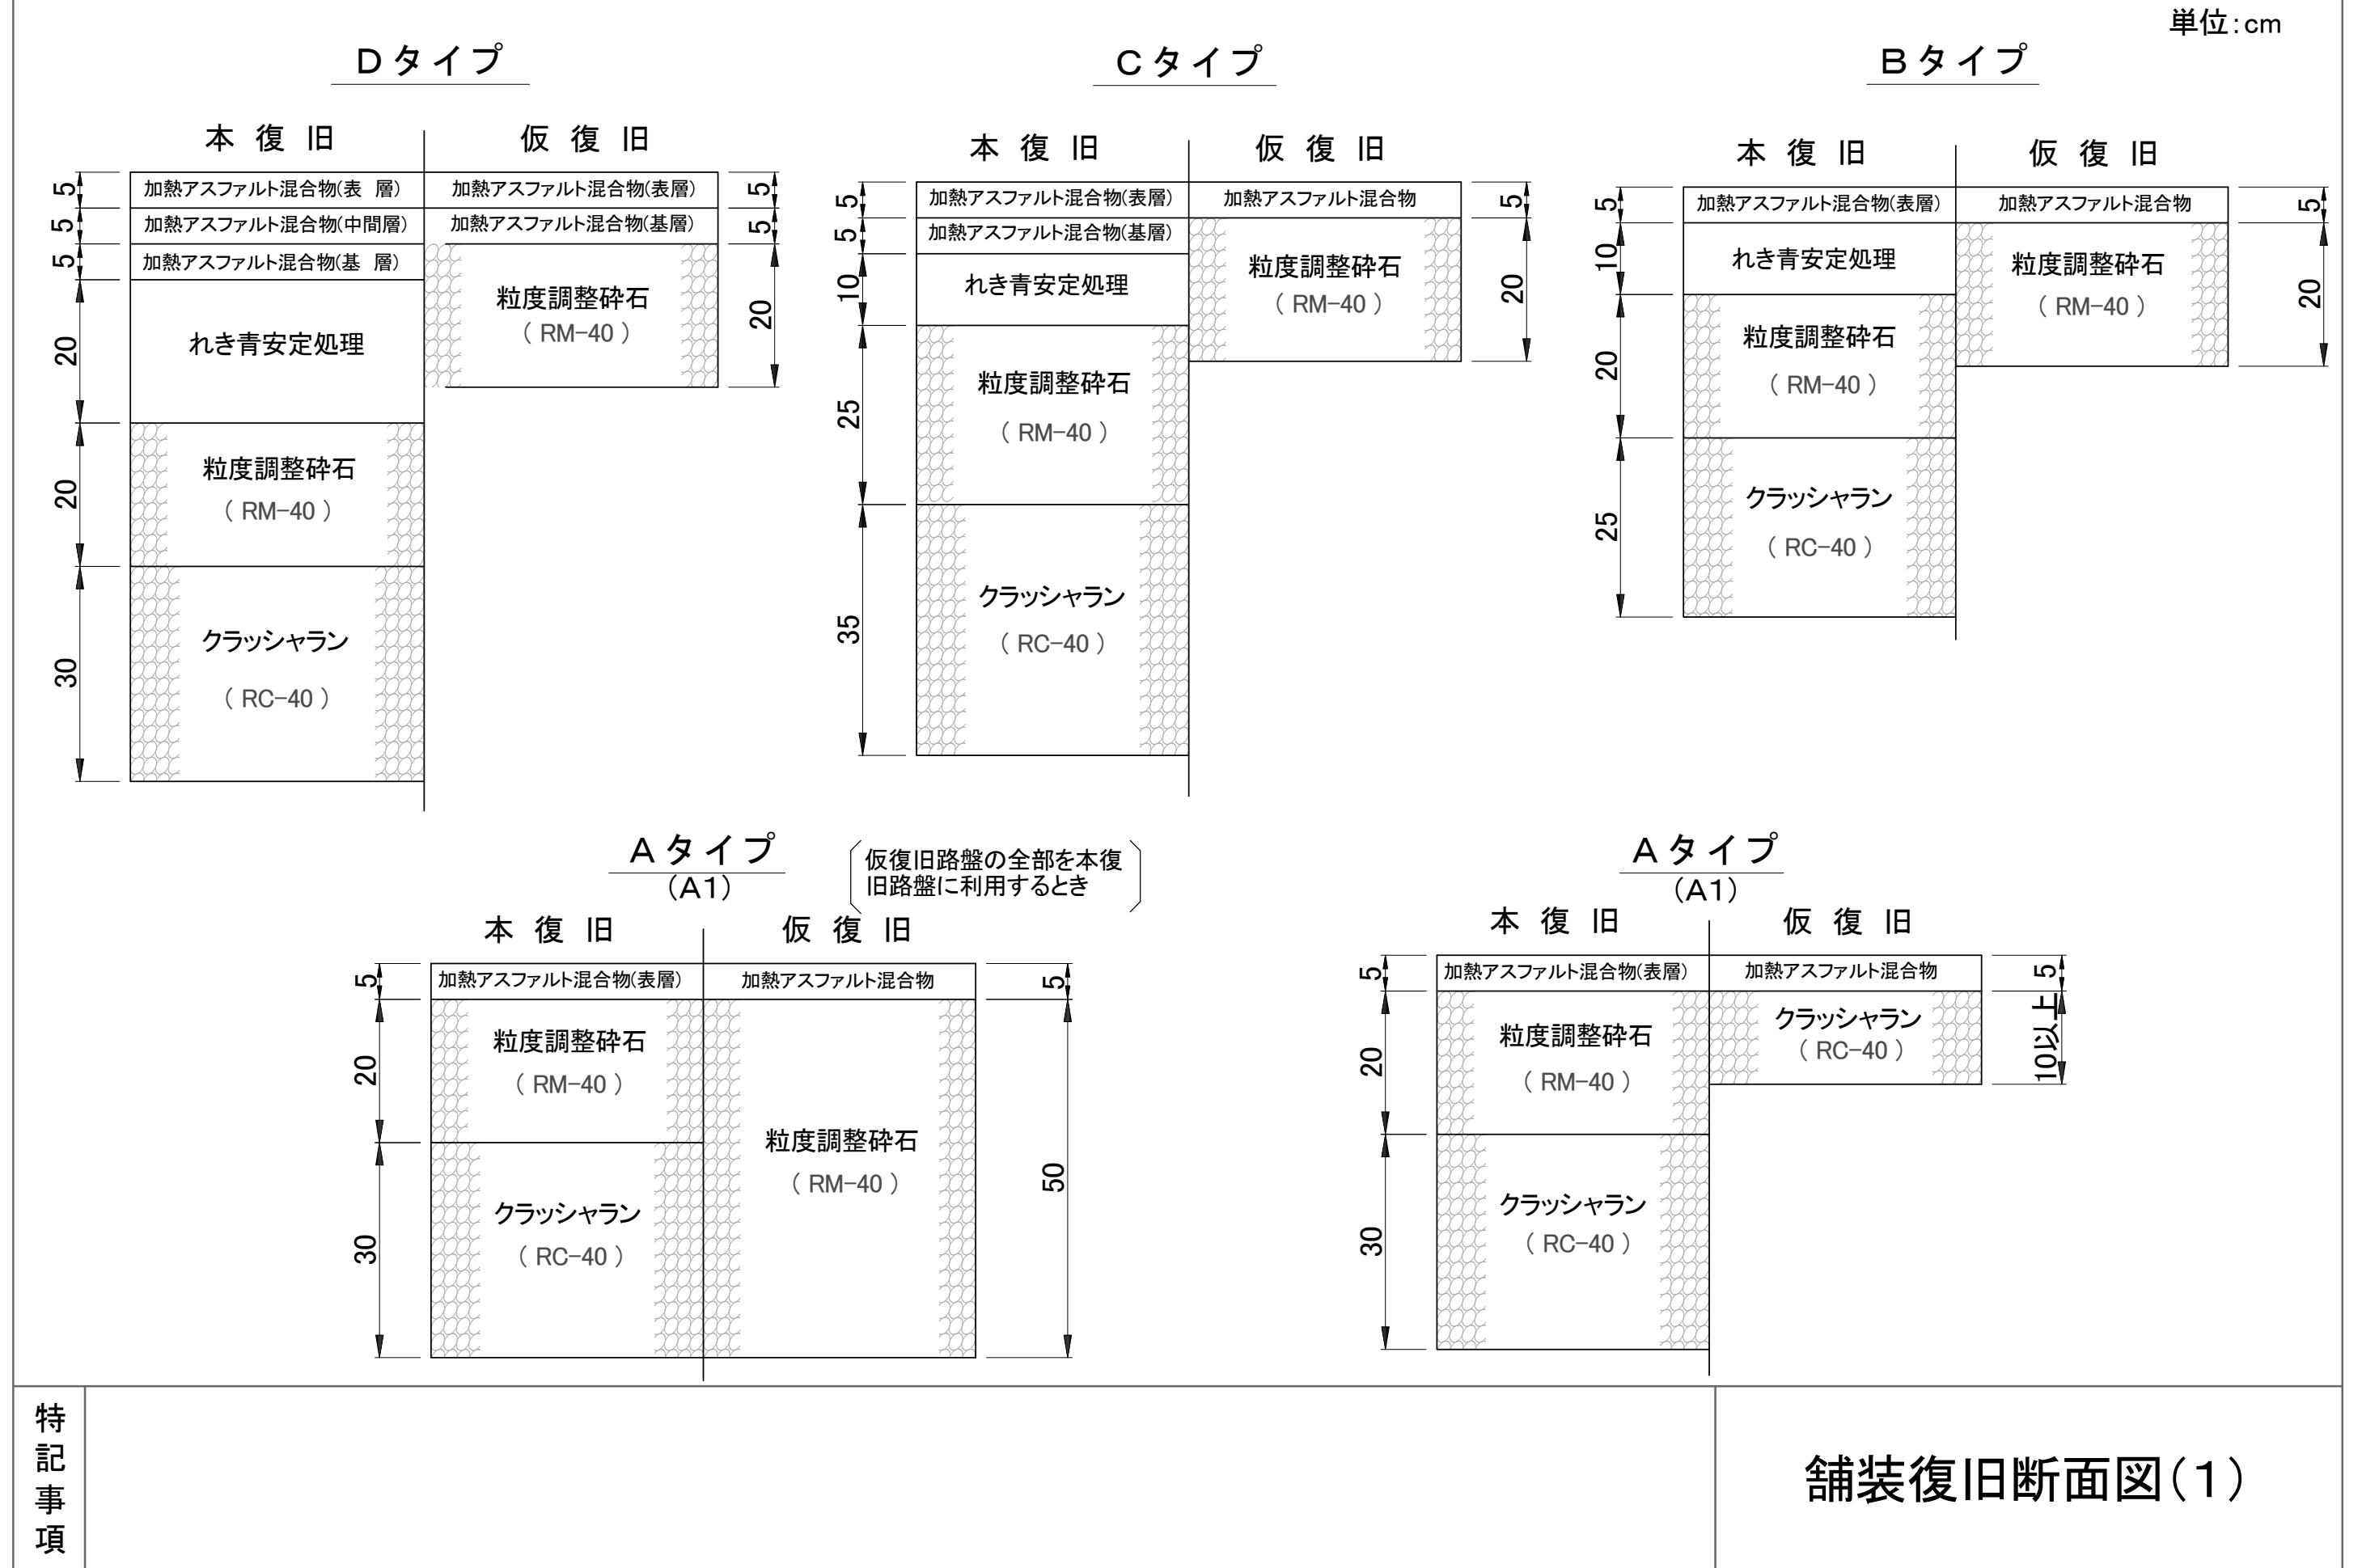 単位：cm
Dタイプ
本復旧
仮復旧
5
加熱アスファルト混合物(表 層)
加熱アスファルト混合物(表層)
5
5
加熱アスファルト混合物(中間層)
加熱アスファルト混合物(基層)
5
5
加熱アスファルト混合物(基 層)
20
れき青安定処理
粒度調整砕石
( RM-40 )
20
20
粒度調整砕石
( RM-40 )
30
クラッシャラン
( RC-40 )
Cタイプ
本復旧
仮復旧
5
加熱アスファルト混合物(表層)
加熱アスファルト混合物
5
5
加熱アスファルト混合物(基層)
10
れき青安定処理
粒度調整砕石
( RM-40 )
20
25
粒度調整砕石
( RM-40 )
35
クラッシャラン
( RC-40 )
Bタイプ
本復旧
仮復旧
5
加熱アスファルト混合物(表層)
加熱アスファルト混合物
5
10
れき青安定処理
粒度調整砕石
( RM-40 )
20
20
粒度調整砕石
( RM-40 )
25
クラッシャラン
( RC-40 )
Aタイプ
(A1)
仮復旧路盤の全部を本復
旧路盤に利用するとき
本復旧
仮復旧
5
加熱アスファルト混合物(表層)
加熱アスファルト混合物
5
20
粒度調整砕石
( RM-40 )
粒度調整砕石
( RM-40 )
50
30
クラッシャラン
( RC-40 )
Aタイプ
(A1)
本復旧
仮復旧
5
加熱アスファルト混合物(表層)
加熱アスファルト混合物
5
20
粒度調整砕石
( RM-40 )
クラッシャラン
( RC-40 )
10以上
30
クラッシャラン
( RC-40 )
特記事項
舗装復旧断面図(1)